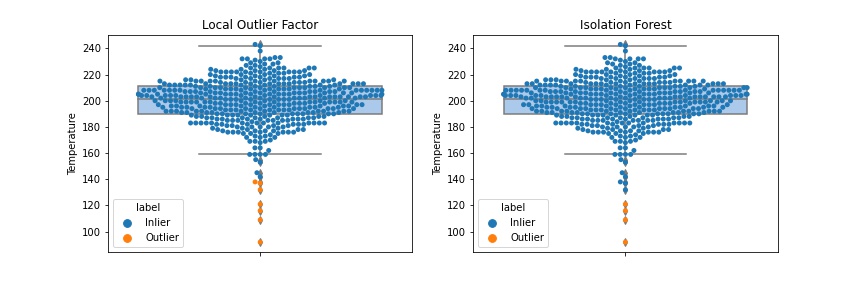 Local Outlier Factor
240
220
200
180
160
140
120
100
Temperature
label
Inlier
Outlier
Isolation Forest
240
220
200
180
160
140
120
100
Temperature
label
Inlier
Outlier